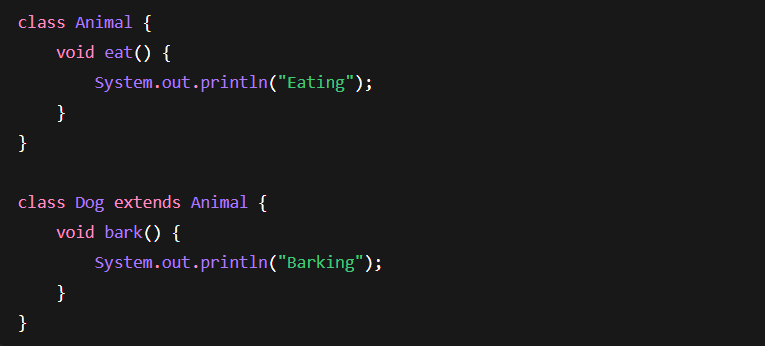 class Animal {
    void eat() {
        System.out.println("Eating");
    }
}

class Dog extends Animal {
    void bark() {
        System.out.println("Barking");
    }
}